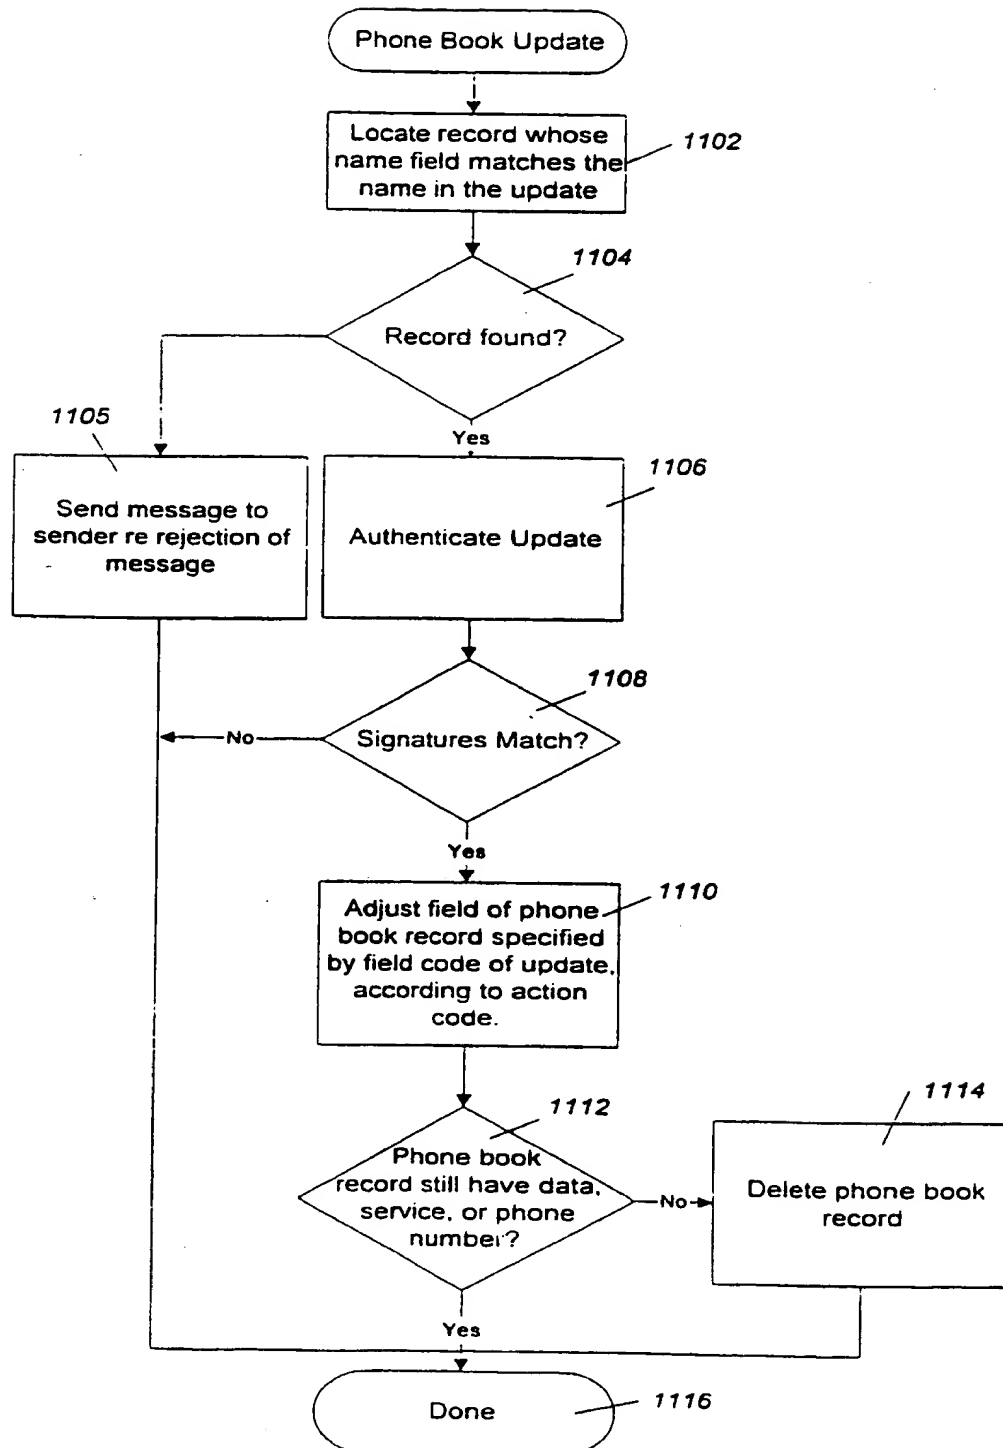 Phone Book Update
Locate record whose
name field matches the
name in the update
1102
1104
Record found?
Yes
1105
Send message to
sender re rejection of
message
1106
Authenticate Update
1108
Signatures Match?
No
Yes
1110
Adjust field of phone
book record specified
by field code of update,
according to action
code.
1112
Phone book
record still have data,
service, or phone
number?
No
1114
Delete phone book
record
Yes
Done
1116